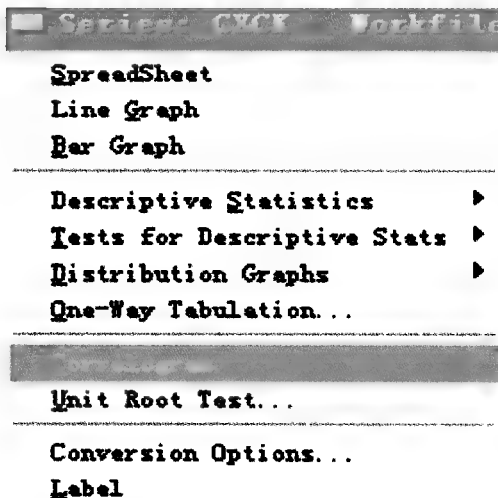 Series: CXCK Workfile
SpreadSheet
Line Graph
Bar Graph
Descriptive Statistics
Tests for Descriptive Stats
Distribution Graphs
One-Way Tabulation...
Unit Root Test...
Conversion Options...
Label